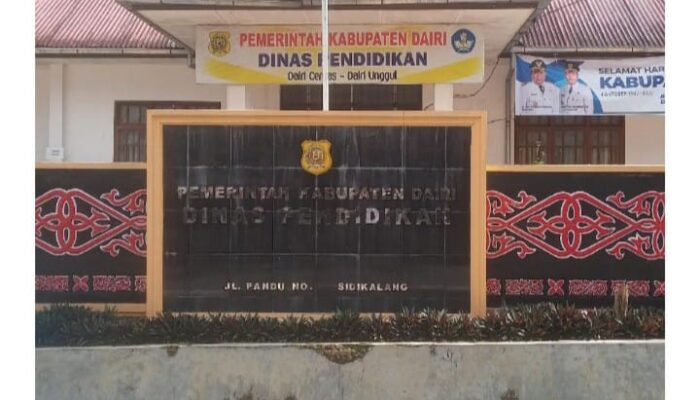 PEMERINTAH KABUPATEN DAIRI
DINAS PENDIDIKAN
Dairi Cerdas - Dairi Unggul
SELAMAT HAR
KABUPA
PEMERINTAH KABUPATEN DAIRI
DINAS PENDIDIKAN
JL. PANDU NO. SIDIKALANG